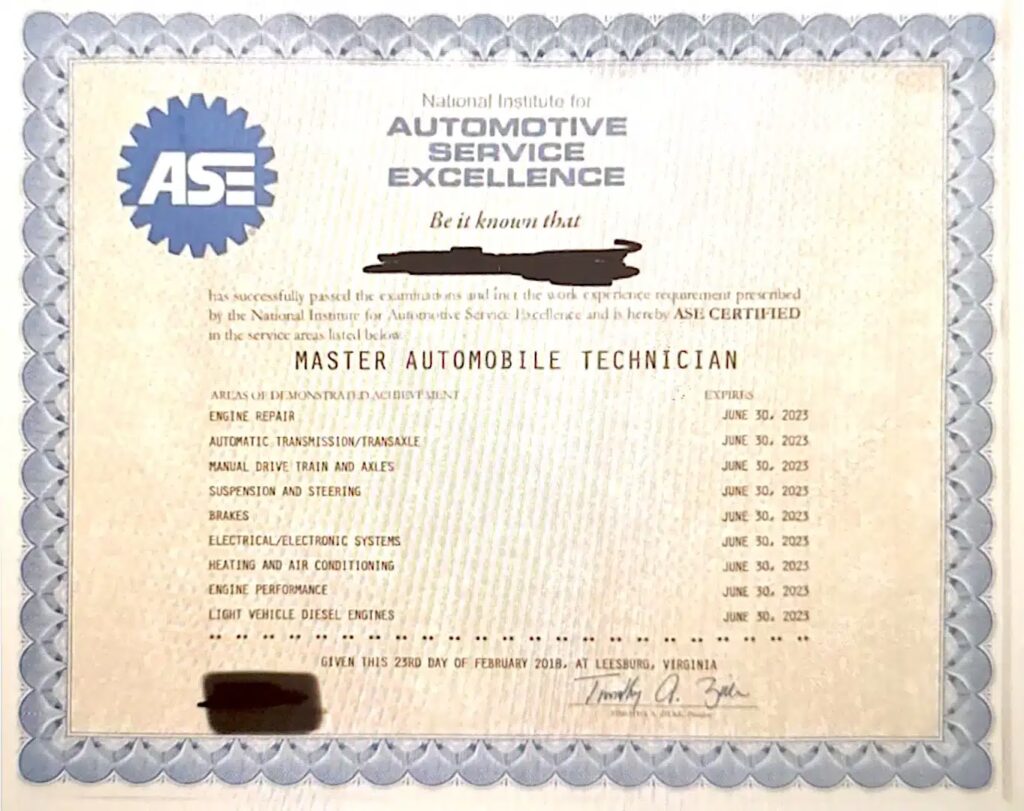 ASE
National Institute for
AUTOMOTIVE
SERVICE
EXCELLENCE
Be it known that
has successfully passed the examinations and met the work experience requirement prescribed
by the National Institute for Automotive Service Excellence and is hereby ASE CERTIFIED
in the service areas listed below.
MASTER AUTOMOBILE TECHNICIAN
AREAS OF DEMONSTRATED ACHIEVEMENT EXPIRES
ENGINE REPAIR JUNE 30, 2023
AUTOMATIC TRANSMISSION/TRANSAXLE JUNE 30, 2023
MANUAL DRIVE TRAIN AND AXLES JUNE 30, 2023
SUSPENSION AND STEERING JUNE 30, 2023
BRAKES JUNE 30, 2023
ELECTRICAL/ELECTRONIC SYSTEMS JUNE 30, 2023
HEATING AND AIR CONDITIONING JUNE 30, 2023
ENGINE PERFORMANCE JUNE 30, 2023
LIGHT VEHICLE DIESEL ENGINES JUNE 30, 2023
** ** ** ** ** ** ** ** ** ** ** ** ** ** ** ** ** ** ** ** ** ** **
GIVEN THIS 23RD DAY OF FEBRUARY 2018, AT LEESBURG, VIRGINIA
Timothy A.